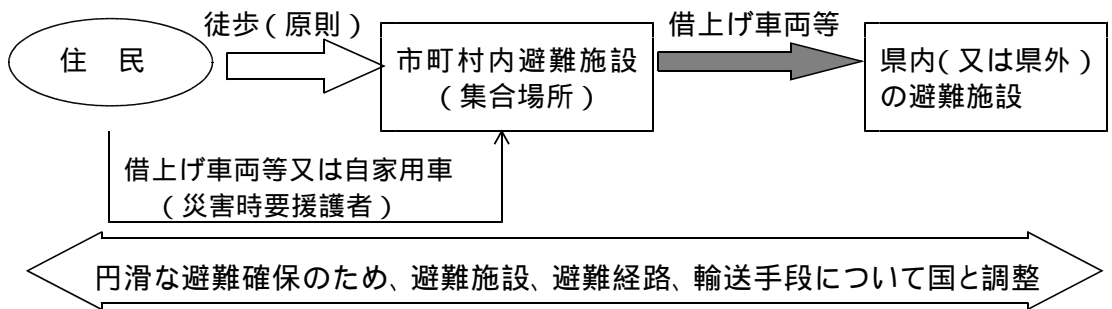 徒歩(原則)
住　民
市町村内避難施設
(集合場所)
借上げ車両等
県内(又は県外)
の避難施設
借上げ車両等又は自家用車
(災害時要援護者)
円滑な避難確保のため、避難施設、避難経路、輸送手段について国と調整